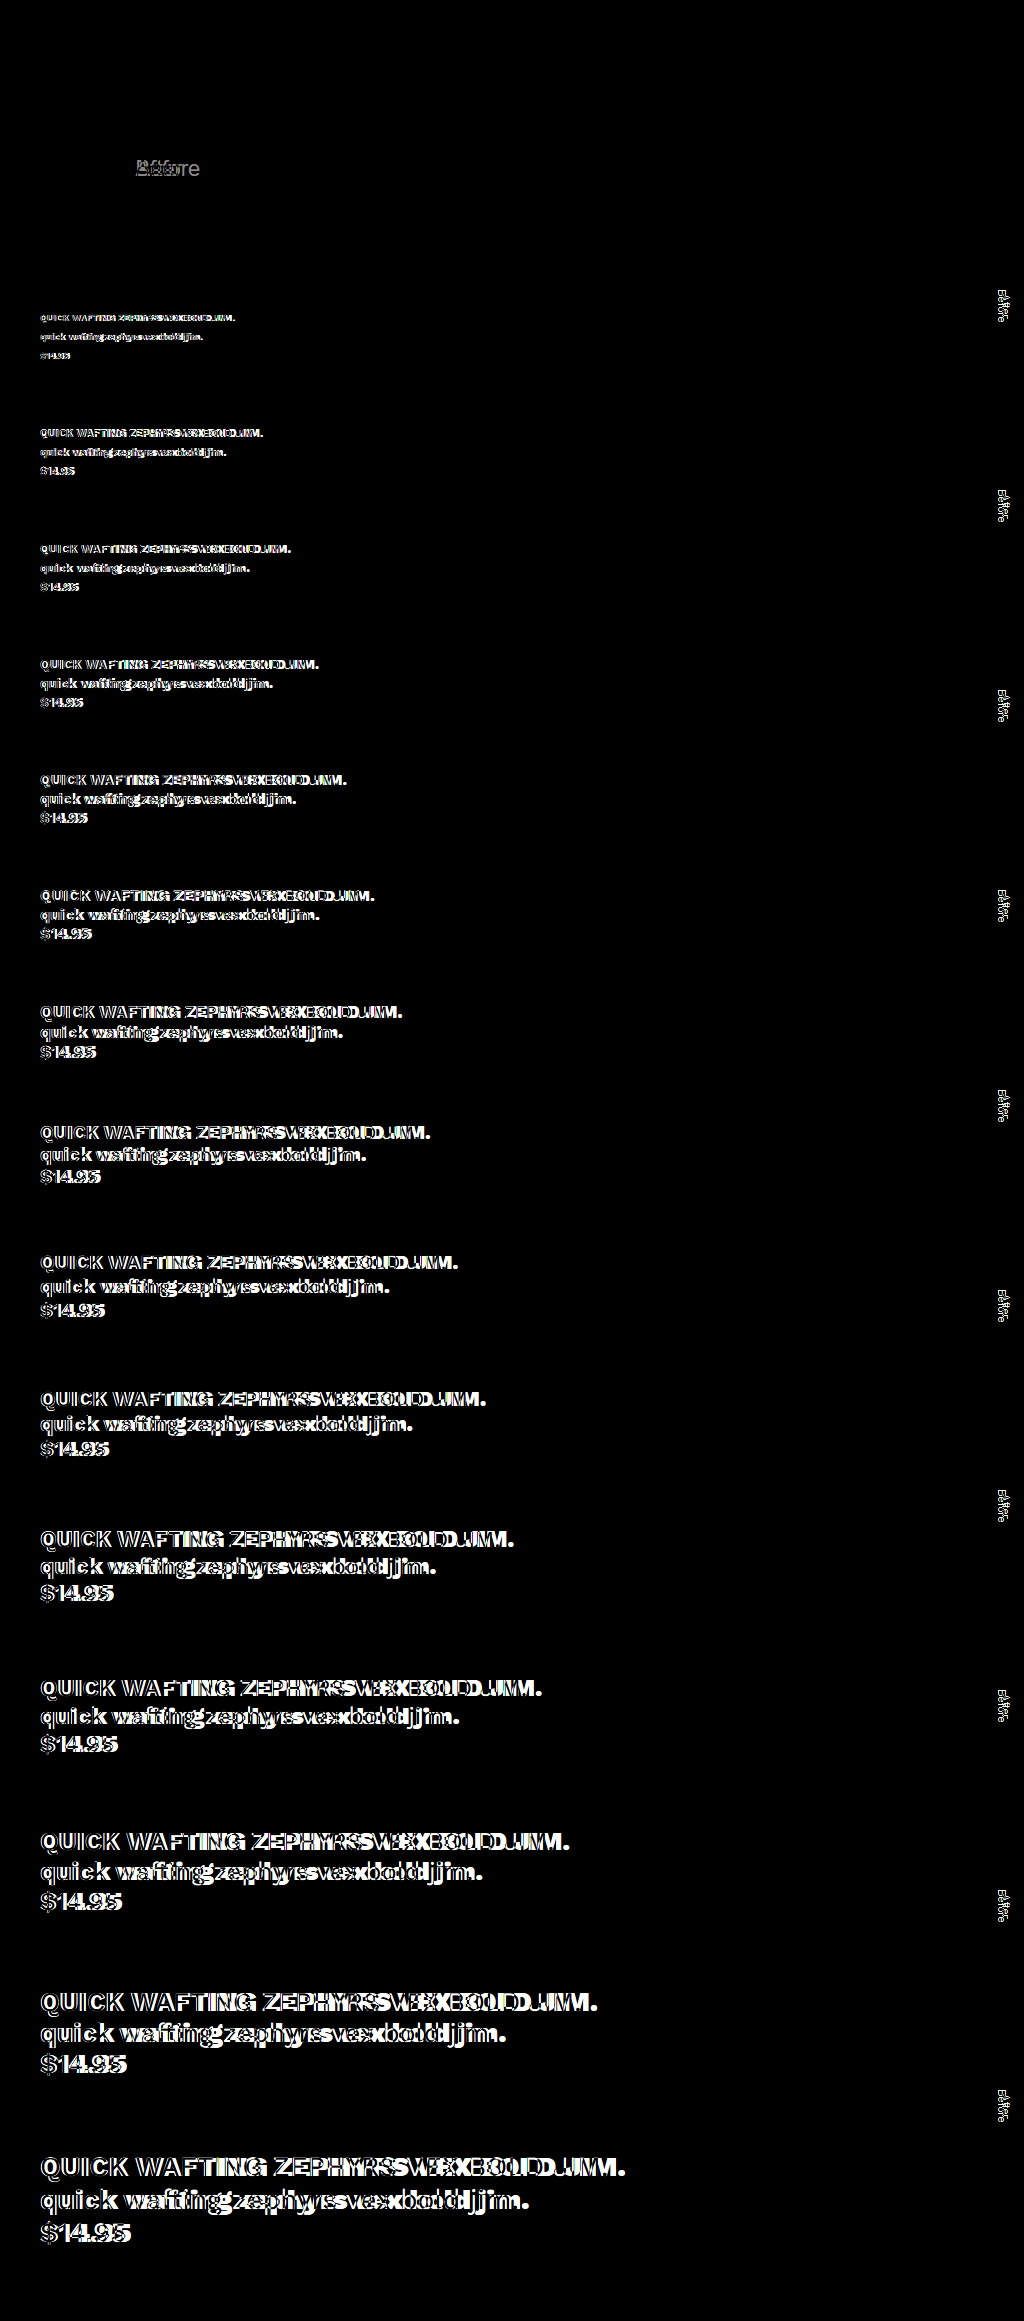 Before
After
Before
QUICK WAFTING ZEPHYRS VEX BOLD JIM.
quick wafting zephyrs vex bold jim.
$14.95
QUICK WAFTING ZEPHYRS VEX BOLD JIM.
quick wafting zephyrs vex bold jim.
$14.95
After
Before
QUICK WAFTING ZEPHYRS VEX BOLD JIM.
quick wafting zephyrs vex bold jim.
$14.95
QUICK WAFTING ZEPHYRS VEX BOLD JIM.
quick wafting zephyrs vex bold jim.
$14.95
After
Before
QUICK WAFTING ZEPHYRS VEX BOLD JIM.
quick wafting zephyrs vex bold jim.
$14.95
QUICK WAFTING ZEPHYRS VEX BOLD JIM.
quick wafting zephyrs vex bold jim.
$14.95
After
Before
QUICK WAFTING ZEPHYRS VEX BOLD JIM.
quick wafting zephyrs vex bold jim.
$14.95
After
Before
QUICK WAFTING ZEPHYRS VEX BOLD JIM.
quick wafting zephyrs vex bold jim.
$14.95
QUICK WAFTING ZEPHYRS VEX BOLD JIM.
quick wafting zephyrs vex bold jim.
$14.95
After
Before
QUICK WAFTING ZEPHYRS VEX BOLD JIM.
quick wafting zephyrs vex bold jim.
$14.95
After
Before
QUICK WAFTING ZEPHYRS VEX BOLD JIM.
quick wafting zephyrs vex bold jim.
$14.95
QUICK WAFTING ZEPHYRS VEX BOLD JIM.
quick wafting zephyrs vex bold jim.
$14.95
After
Before
QUICK WAFTING ZEPHYRS VEX BOLD JIM.
quick wafting zephyrs vex bold jim.
$14.95
After
Before
QUICK WAFTING ZEPHYRS VEX BOLD JIM.
quick wafting zephyrs vex bold jim.
$14.95
After
Before
QUICK WAFTING ZEPHYRS VEX BOLD JIM.
quick wafting zephyrs vex bold jim.
$14.95